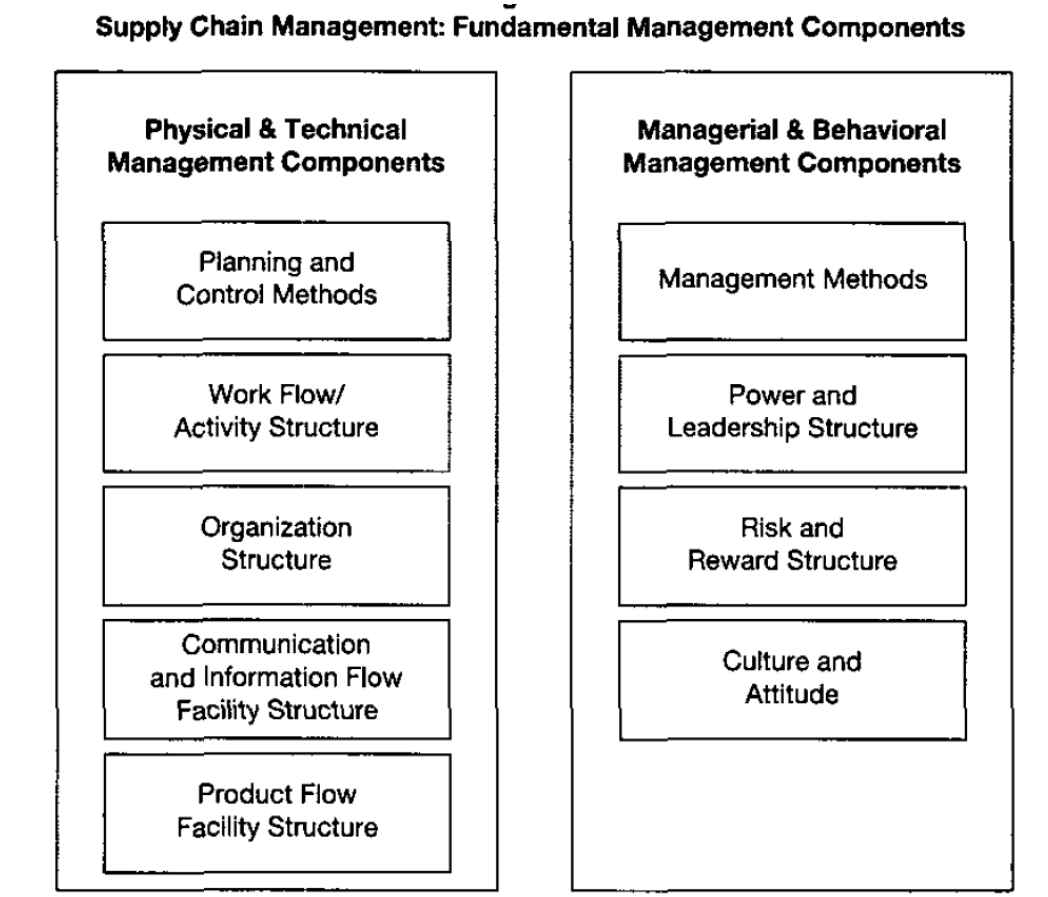 Supply Chain Management: Fundamental Management Components
Physical & Technical
Management Components
Planning and
Control Methods
Work Flow/
Activity Structure
Organization
Structure
Communication
and Information Flow
Facility Structure
Product Flow
Facility Structure
Managerial & Behavioral
Management Components
Management Methods
Power and
Leadership Structure
Risk and
Reward Structure
Culture and
Attitude